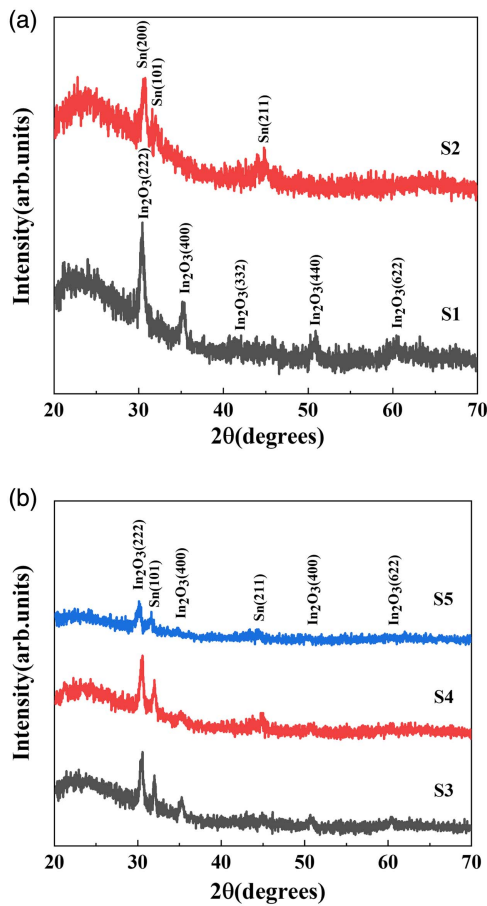 (a)
Sn(200)
Sn(101)
Sn(211)
S2
In₂O₃(222)
In₂O₃(400)
In₂O₃(332)
In₂O₃(440)
In₂O₃(622)
S1
Intensity(arb.units)
20 30 40 50 60 70
2θ(degrees)
(b)
In₂O₃(222)
Sn(101)
In₂O₃(400)
Sn(211)
In₂O₃(400)
In₂O₃(622)
S5
S4
S3
Intensity(arb.units)
20 30 40 50 60 70
2θ(degrees)